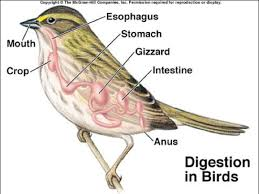 Copyright © The McGraw-Hill Companies, Inc. Permission required for reproduction or display.
Esophagus
Stomach
Mouth
Gizzard
Crop
Intestine
Anus
Digestion
in Birds